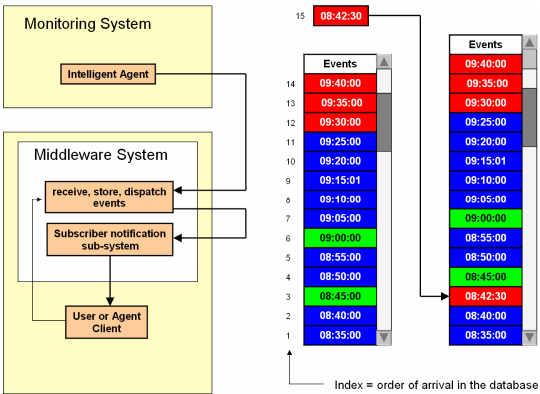 Monitoring System
Intelligent Agent
Middleware System
receive, store, dispatch
events
Subscriber notification
sub-system
User or Agent
Client
15 08:42:30
Events
14 09:40:00
13 09:35:00
12 09:30:00
11 09:25:00
10 09:20:00
9 09:15:01
8 09:10:00
7 09:05:00
6 09:00:00
5 08:55:00
4 08:50:00
3 08:45:00
2 08:40:00
1 08:35:00
Events
09:40:00
09:35:00
09:30:00
09:25:00
09:20:00
09:15:01
09:10:00
09:05:00
09:00:00
08:55:00
08:50:00
08:45:00
08:42:30
08:40:00
08:35:00
Index = order of arrival in the database